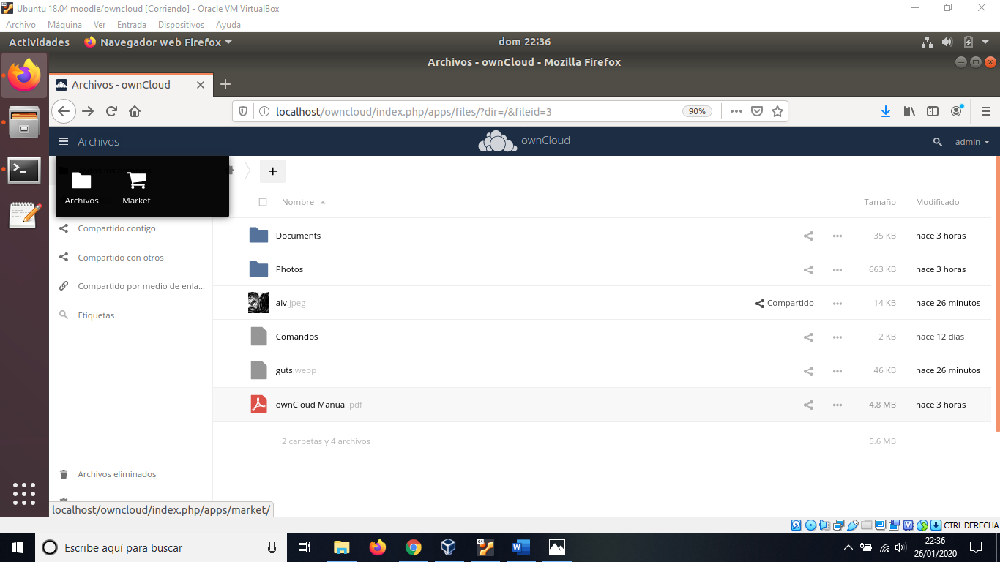 Ubuntu 18.04 moodle/owncloud [Corriendo] - Oracle VM VirtualBox
Archivo Máquina Ver Entrada Dispositivos Ayuda
Actividades Navegador web Firefox dom 22:36
Archivos - ownCloud - Mozilla Firefox
Archivos - ownCloud
localhost/owncloud/index.php/apps/files/?dir=/&fileid=3 90%
Archivos ownCloud admin
Archivos Market
Nombre Tamaño Modificado
Compartido contigo
Compartido con otros
Compartido por medio de enla...
Etiquetas
Documents 35 KB hace 3 horas
Photos 663 KB hace 3 horas
alv.jpeg Compartido 14 KB hace 26 minutos
Comandos 2 KB hace 12 días
guts.webp 46 KB hace 26 minutos
ownCloud Manual.pdf 4.8 MB hace 3 horas
2 carpetas y 4 archivos 5.6 MB
Archivos eliminados
localhost/owncloud/index.php/apps/market/
CTRL DERECHA
Escribe aquí para buscar
22:36
26/01/2020